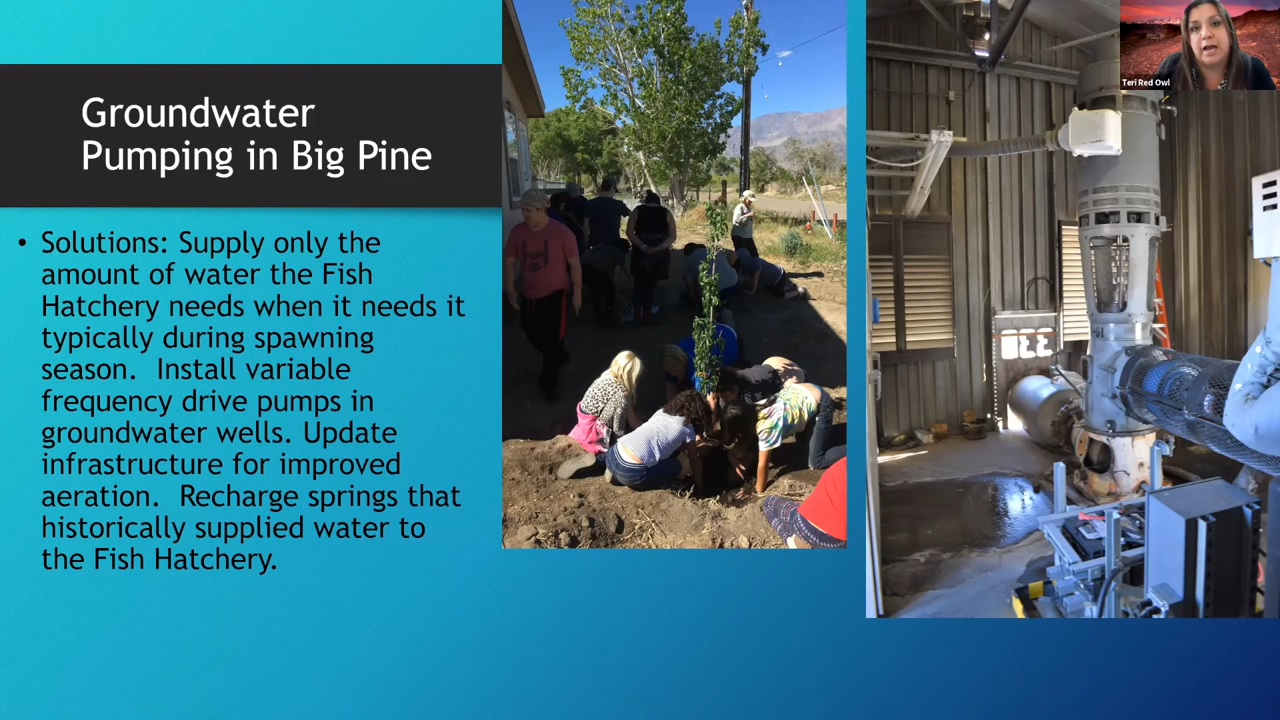 Groundwater
Pumping in Big Pine
• Solutions: Supply only the
amount of water the Fish
Hatchery needs when it needs it
typically during spawning
season.  Install variable
frequency drive pumps in
groundwater wells. Update
infrastructure for improved
aeration.  Recharge springs that
historically supplied water to
the Fish Hatchery.
Teri Red Owl